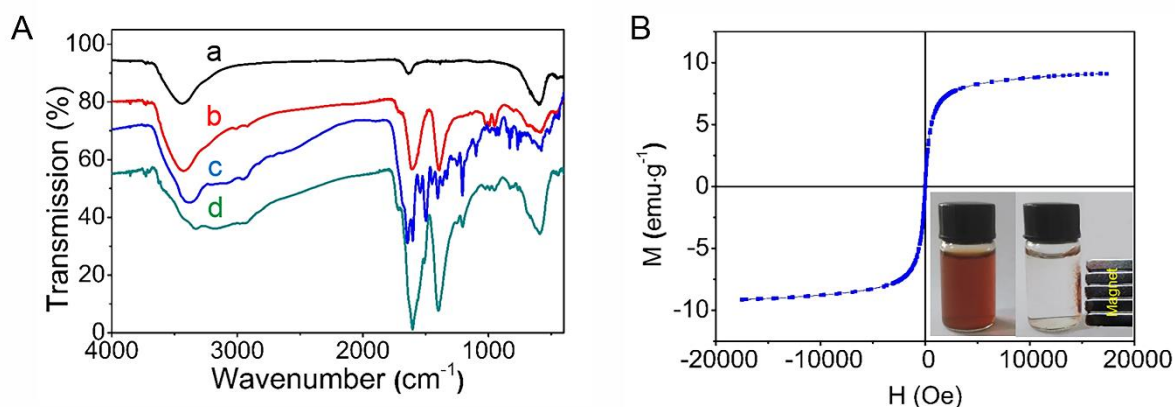 A
Transmission (%)
100
80
60
40
20
0
a
b
c
d
4000 3000 2000 1000
Wavenumber (cm⁻¹)
B
M (emu·g⁻¹)
10
5
0
-5
-10
Magnet
-20000 -10000 0 10000 20000
H (Oe)